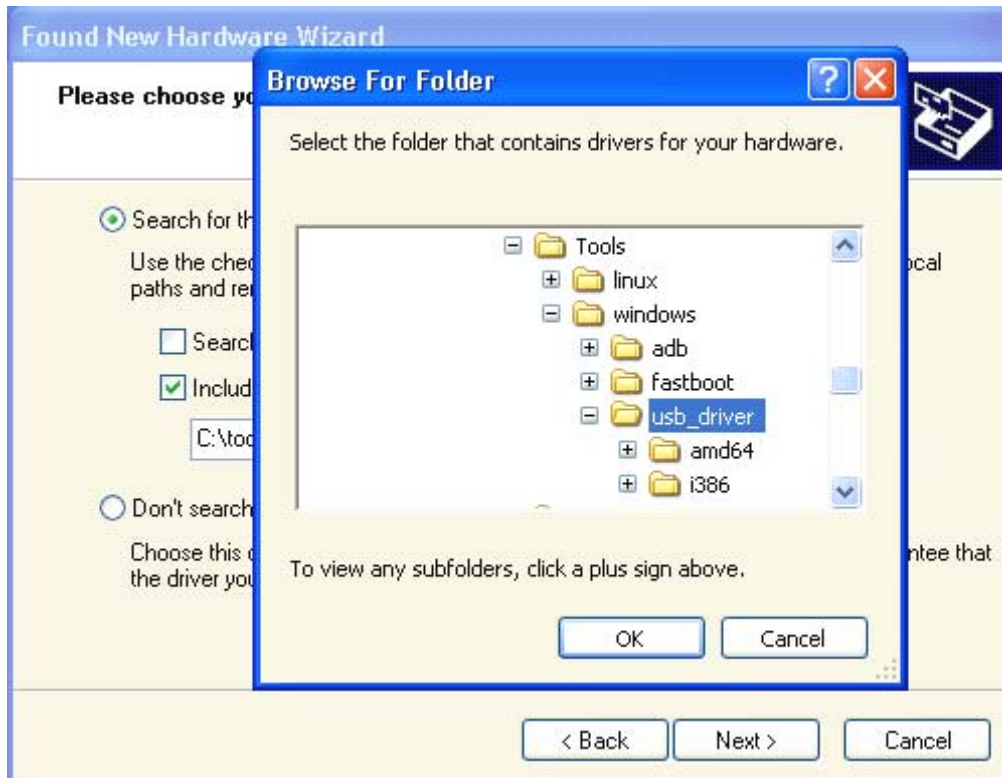 Found New Hardware Wizard
Please choose yo
Browse For Folder
Select the folder that contains drivers for your hardware.
Search for th
Use the chec
ocal
paths and re
Search
Includ
C:\too
Don't search
Choose this
ntee that
the driver you
Tools
linux
windows
adb
fastboot
usb_driver
amd64
i386
To view any subfolders, click a plus sign above.
OK
Cancel
< Back
Next >
Cancel